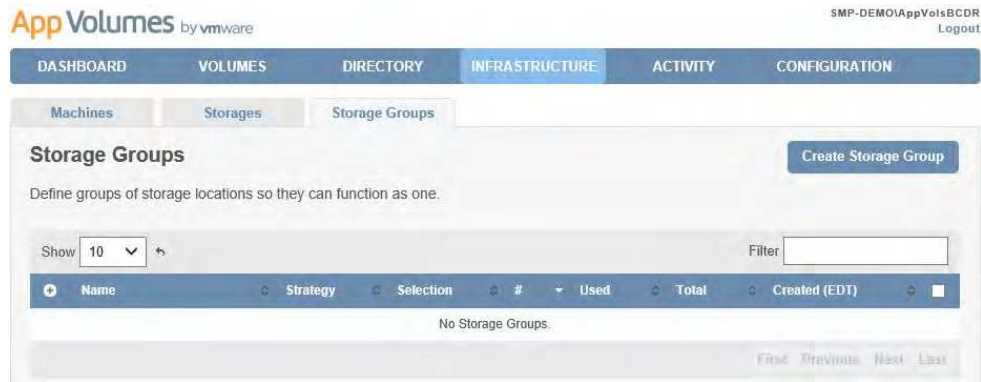 App Volumes by vmware
SMP-DEMO\AppVolsBCDR
Logout
DASHBOARD VOLUMES DIRECTORY INFRASTRUCTURE ACTIVITY CONFIGURATION
Machines Storages Storage Groups
Storage Groups
Create Storage Group
Define groups of storage locations so they can function as one.
Show 10 Filter
Name Strategy Selection # Used Total Created (EDT)
No Storage Groups.
First Previous Next Last